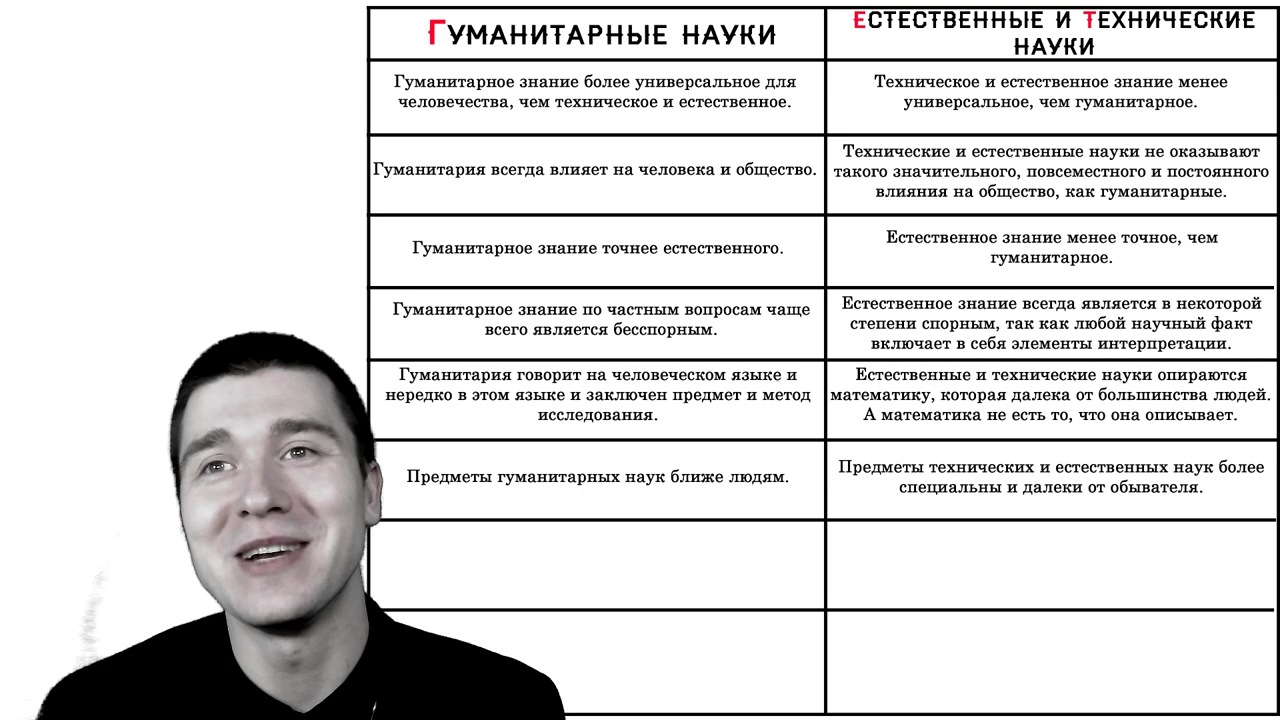 Гуманитарные науки
Естественные и Технические
науки
Гуманитарное знание более универсальное для
человечества, чем техническое и естественное.
Техническое и естественное знание менее
универсальное, чем гуманитарное.
Гуманитария всегда влияет на человека и общество.
Технические и естественные науки не оказывают
такого значительного, повсеместного и постоянного
влияния на общество, как гуманитарные.
Гуманитарное знание точнее естественного.
Естественное знание менее точное, чем
гуманитарное.
Гуманитарное знание по частным вопросам чаще
всего является бесспорным.
Естественное знание всегда является в некоторой
степени спорным, так как любой научный факт
включает в себя элементы интерпретации.
Гуманитария говорит на человеческом языке и
нередко в этом языке и заключен предмет и метод
исследования.
Естественные и технические науки опираются
математику, которая далека от большинства людей.
А математика не есть то, что она описывает.
Предметы гуманитарных наук ближе людям.
Предметы технических и естественных наук более
специальны и далеки от обывателя.